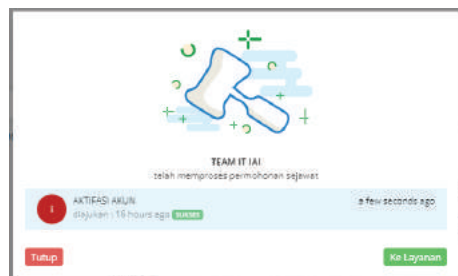 TEAM IT IAI
telah memproses permohonan sejawat
AKTIFASI AKUN
a few seconds ago
diajukan : 16 hours ago SUKSES
Tutup
Ke Layanan